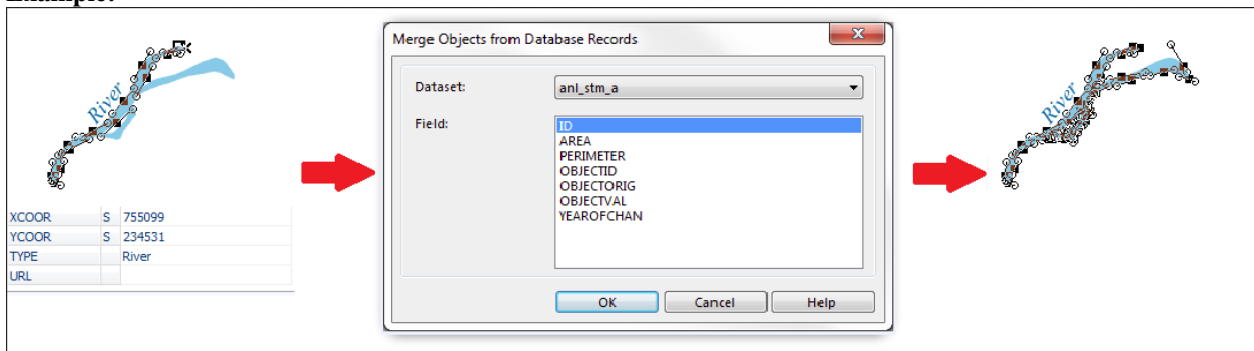 River
XCOOR S 755099
YCOOR S 234531
TYPE River
URL
Merge Objects from Database Records
Dataset: anl_stm_a
Field: ID
AREA
PERIMETER
OBJECTID
OBJECTORIG
OBJECTVAL
YEAROFCHAN
OK Cancel Help
River